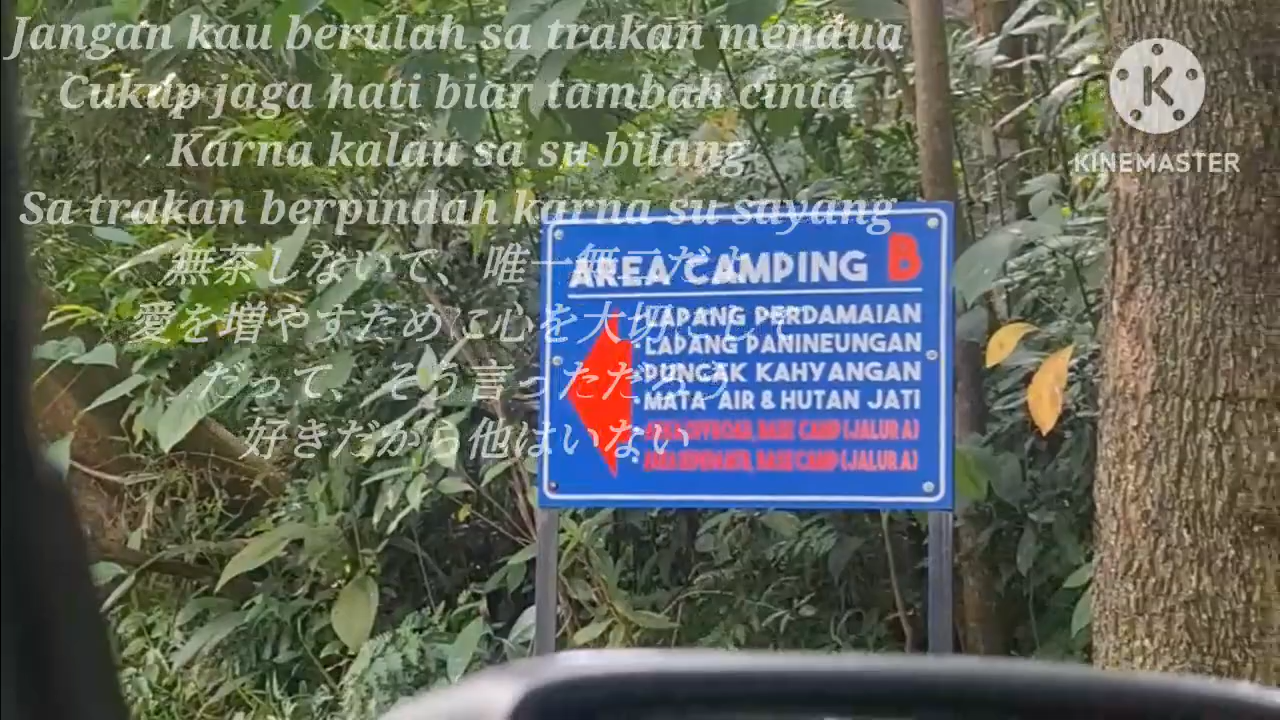 Jangan kau berulah sa trakan mendua
Cukup jaga hati biar tambah cinta
Karna kalau sa su bilang
Sa trakan berpindah karna su sayang
無茶しないで、唯一無二だよ
愛を増やすために心を大切にして
だって、そう言っただろう
好きだから他はいない
K
KINEMASTER
AREA CAMPING B
LAPANG PERDAMAIAN
LAPANG PANINEUNGAN
PUNCAK KAHYANGAN
MATA AIR & HUTAN JATI
BASE CAMP (JALUR A)
BASE CAMP (JALUR A)